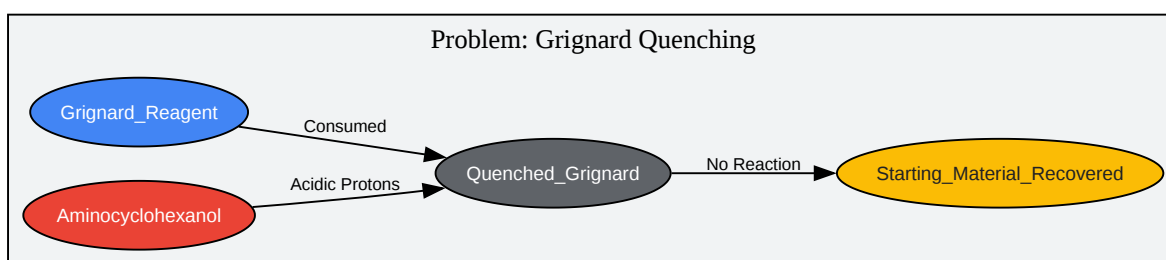 Problem: Grignard Quenching
Grignard_Reagent
Consumed
Aminocyclohexanol
Acidic Protons
Quenched_Grignard
No Reaction
Starting_Material_Recovered